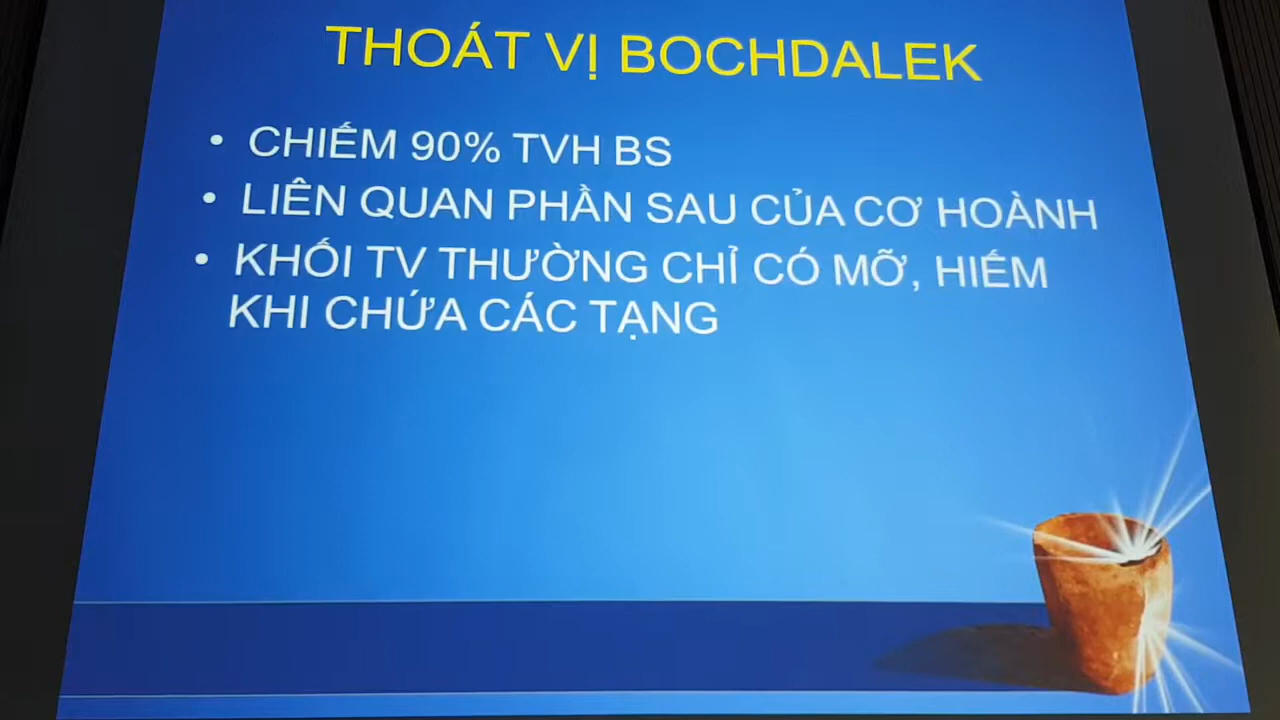 THOÁT VỊ BOCHDALEK
• CHIẾM 90% TVH BS
• LIÊN QUAN PHẦN SAU CỦA CƠ HOÀNH
• KHỐI TV THƯỜNG CHỈ CÓ MỠ, HIẾM
KHI CHỨA CÁC TẠNG